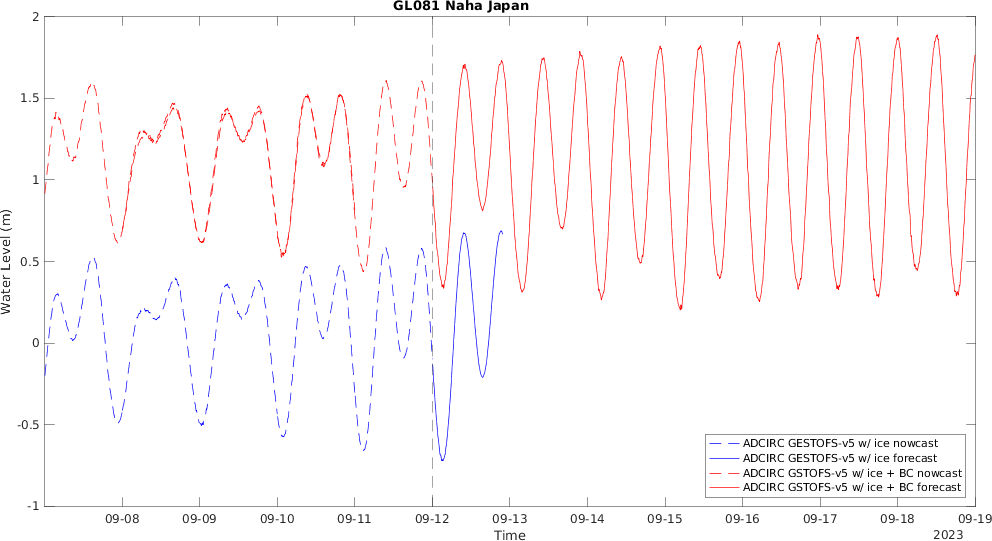 GL081 Naha Japan
2
1.5
1
0.5
0
-0.5
-1
Water Level (m)
ADCIRC GESTOFS-v5 w/ ice nowcast
ADCIRC GESTOFS-v5 w/ ice forecast
ADCIRC GSTOFS-v5 w/ ice + BC nowcast
ADCIRC GSTOFS-v5 w/ ice + BC forecast
09-08 09-09 09-10 09-11 09-12 09-13 09-14 09-15 09-16 09-17 09-18 09-19
Time
2023